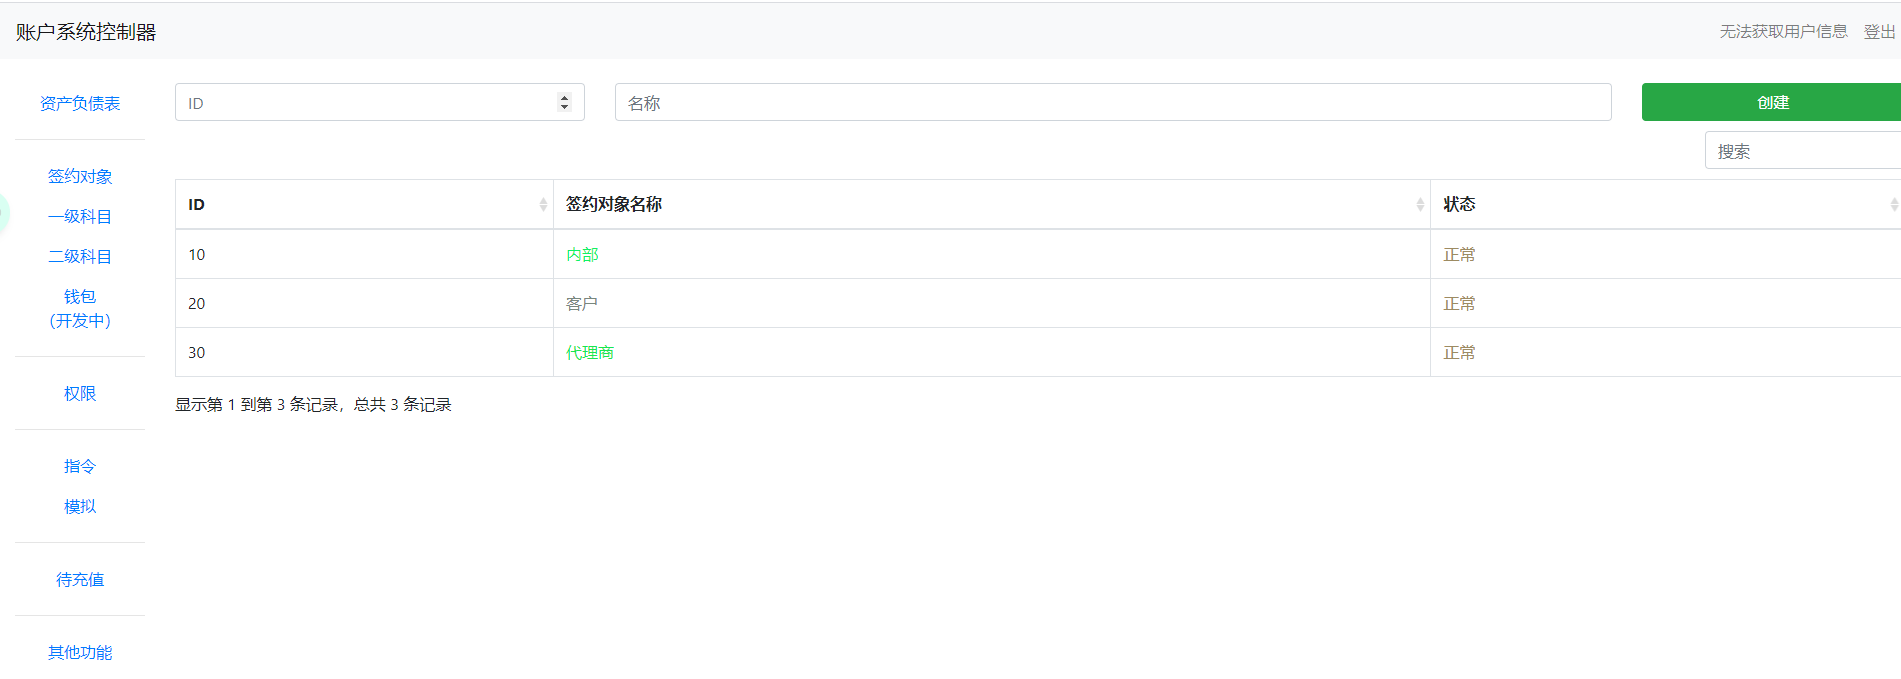 账户系统控制器
无法获取用户信息 登出
资产负债表
签约对象
一级科目
二级科目
钱包
(开发中)
权限
指令
模拟
待充值
其他功能
ID 名称 创建
搜索
ID 签约对象名称 状态
10 内部 正常
20 客户 正常
30 代理商 正常
显示第 1 到第 3 条记录，总共 3 条记录